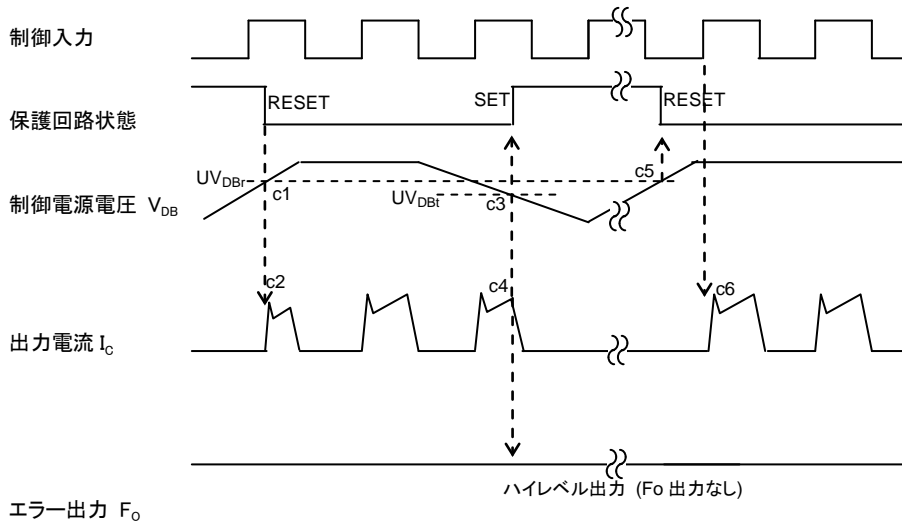 制御入力
RESET
SET
RESET
保護回路状態
UVDBr
c1
c5
制御電源電圧 VDB
UVDBt
c3
c2
c4
c6
出力電流 IC
ハイレベル出力 (Fo 出力なし)
エラー出力 FO